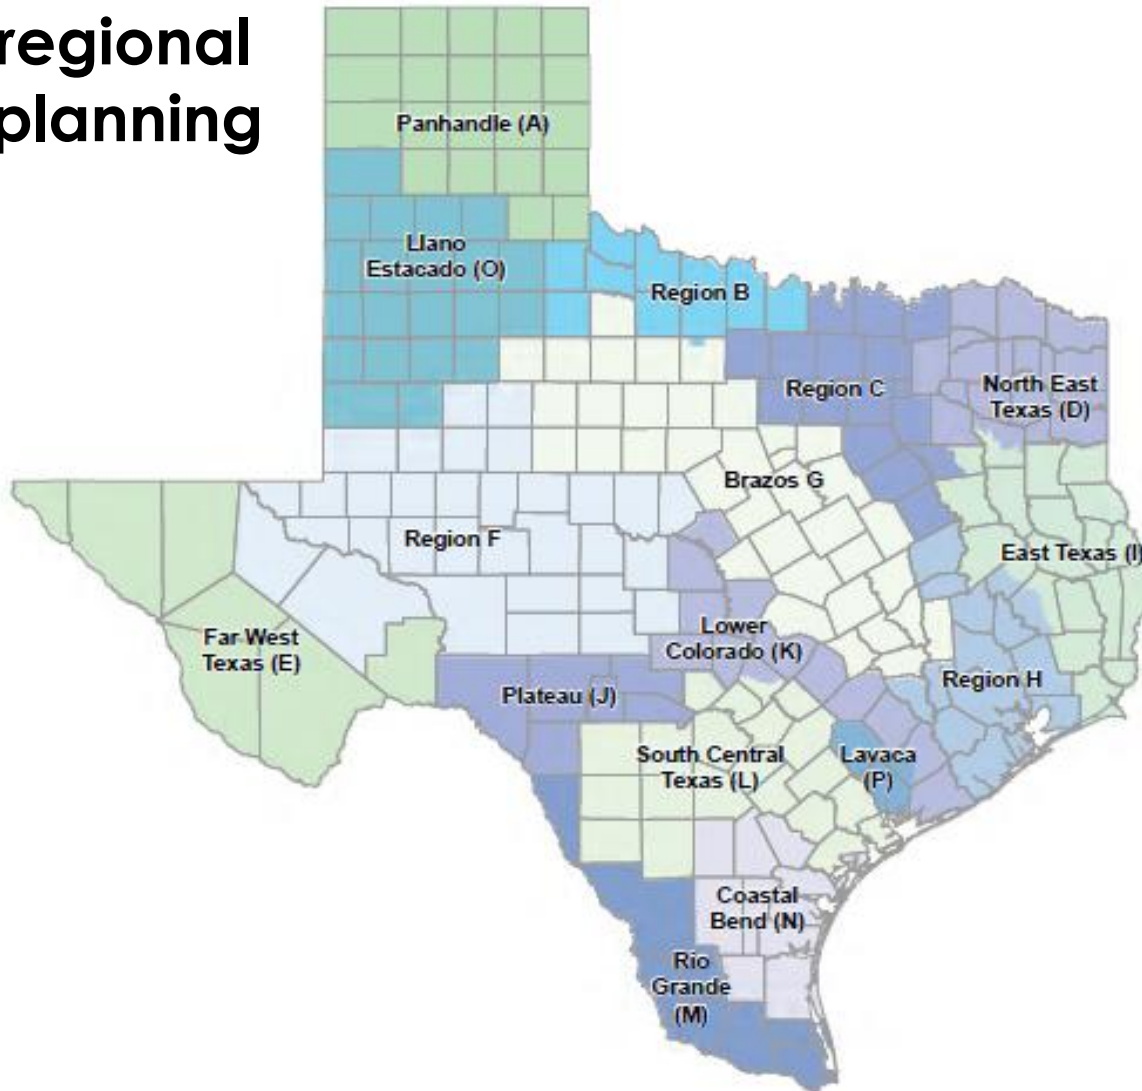 regional
planning
Panhandle (A)
Llano
Estacado (O)
Region B
Region C
North East
Texas (D)
Brazos G
Region F
East Texas (I)
Far West
Texas (E)
Lower
Colorado (K)
Region H
Plateau (J)
South Central
Texas (L)
Lavaca
(P)
Coastal
Bend (N)
Rio
Grande
(M)